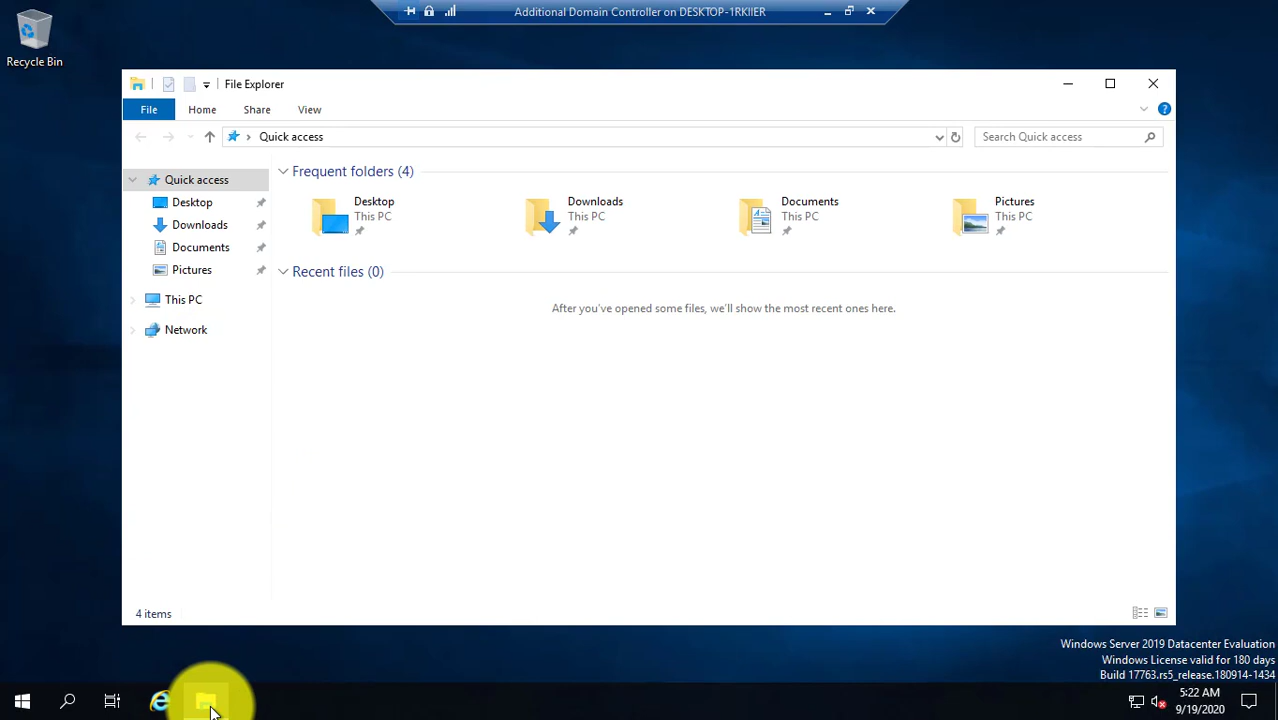 Additional Domain Controller on DESKTOP-1RKIIER
Recycle Bin
File Explorer
File
Home
Share
View
Quick access
Search Quick access
Quick access
Desktop
Downloads
Documents
Pictures
This PC
Network
Frequent folders (4)
Desktop
This PC
Downloads
This PC
Documents
This PC
Pictures
This PC
Recent files (0)
After you've opened some files, we'll show the most recent ones here.
4 items
Windows Server 2019 Datacenter Evaluation
Windows License valid for 180 days
Build 17763.rs5_release.180914-1434
5:22 AM
9/19/2020